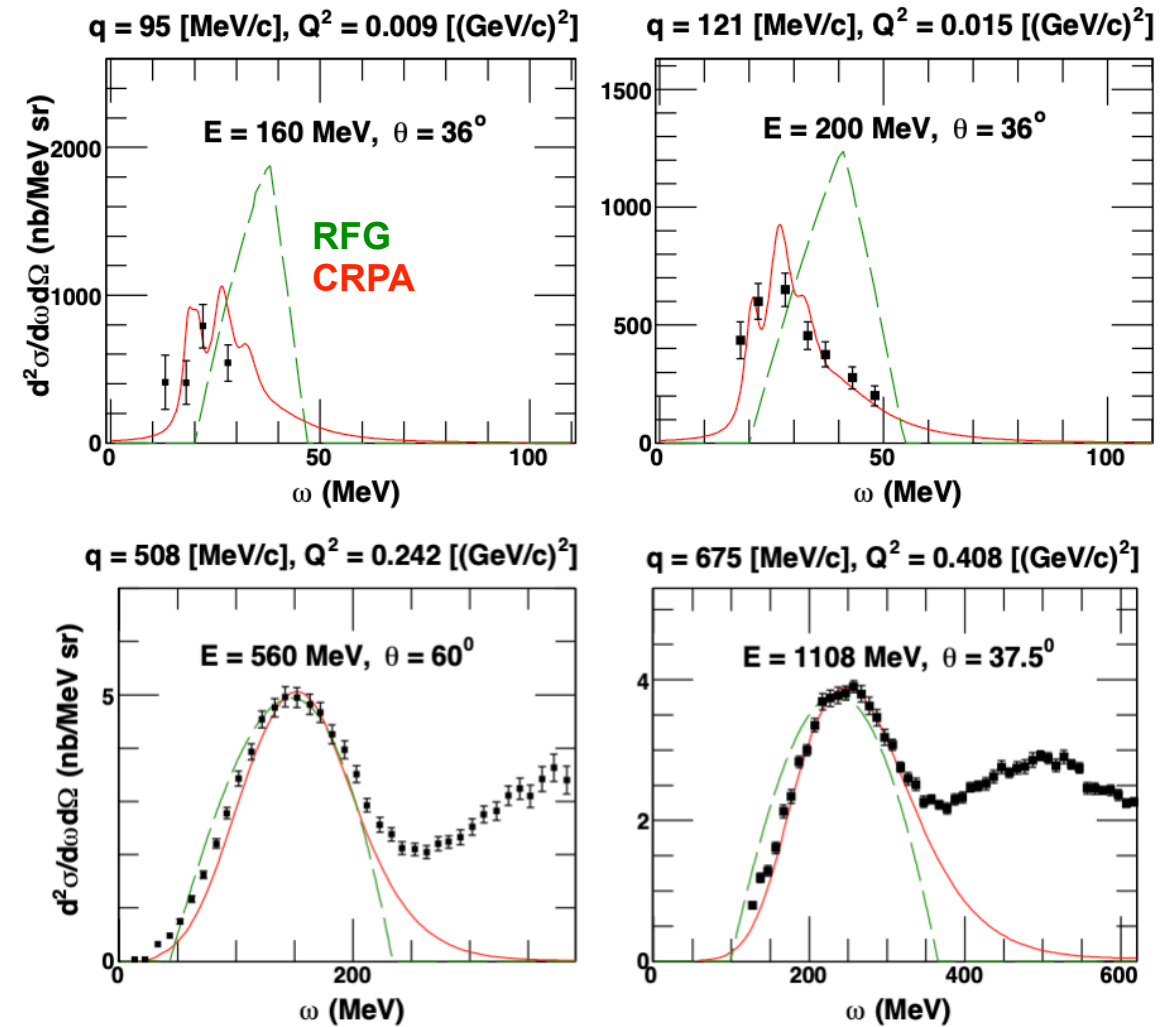 q = 95 [MeV/c], Q² = 0.009 [(GeV/c)²]
d²σ/dωdΩ (nb/MeV sr)
E = 160 MeV, θ = 36°
RFG
CRPA
2000
1000
0
0 50 100
ω (MeV)
q = 121 [MeV/c], Q² = 0.015 [(GeV/c)²]
E = 200 MeV, θ = 36°
1500
1000
500
0
0 50 100
ω (MeV)
q = 508 [MeV/c], Q² = 0.242 [(GeV/c)²]
d²σ/dωdΩ (nb/MeV sr)
E = 560 MeV, θ = 60⁰
5
0
0 200
ω (MeV)
q = 675 [MeV/c], Q² = 0.408 [(GeV/c)²]
E = 1108 MeV, θ = 37.5⁰
4
2
0
0 200 400 600
ω (MeV)